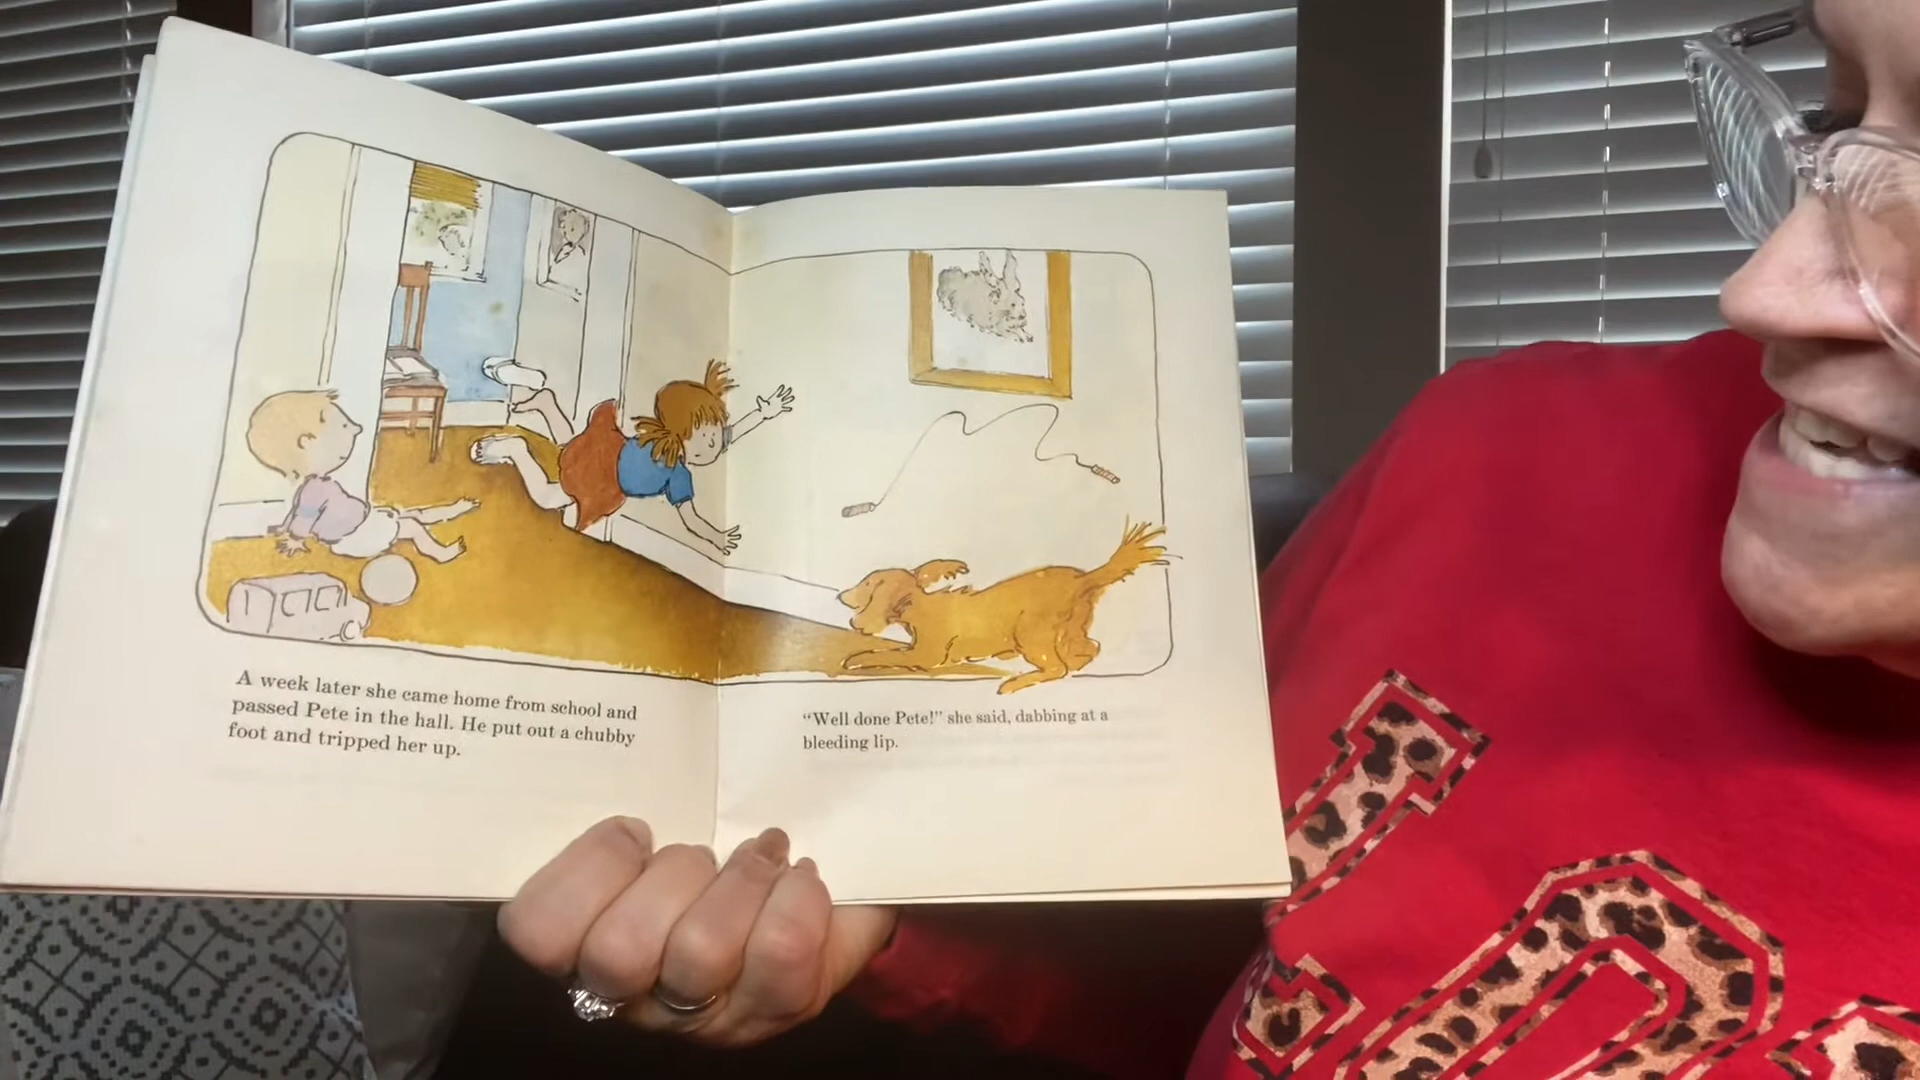 A week later she came home from school and
passed Pete in the hall. He put out a chubby
foot and tripped her up.
“Well done Pete!” she said, dabbing at a
bleeding lip.